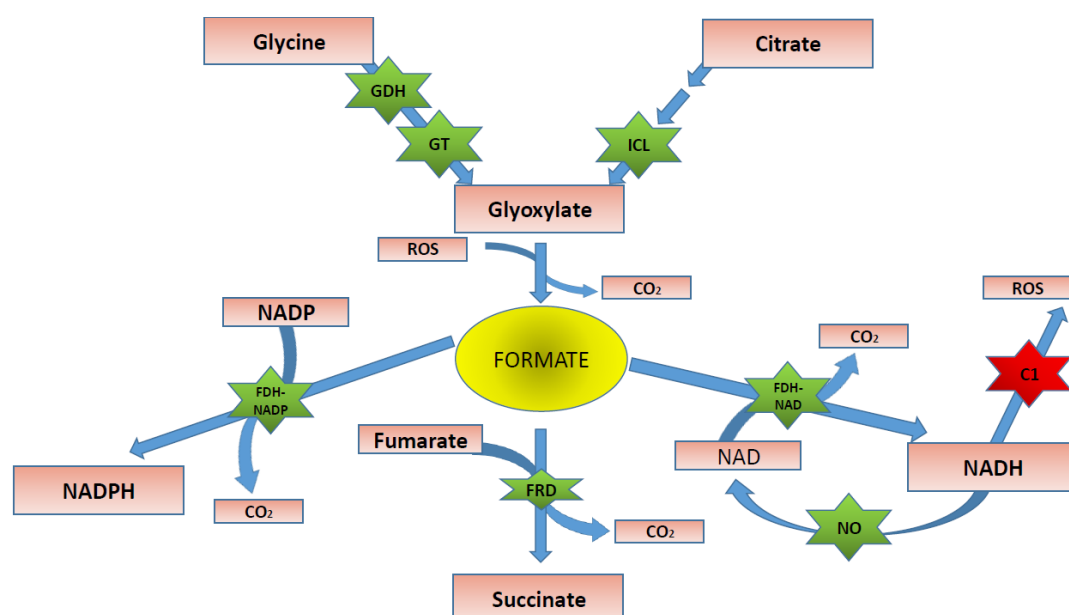 Glycine
Citrate
GDH
GT
ICL
Glyoxylate
ROS
CO₂
ROS
NADP
CO₂
FORMATE
C1
FDH-
NADP
FDH-
NAD
Fumarate
NAD
NADH
NADPH
FRD
CO₂
NO
CO₂
Succinate